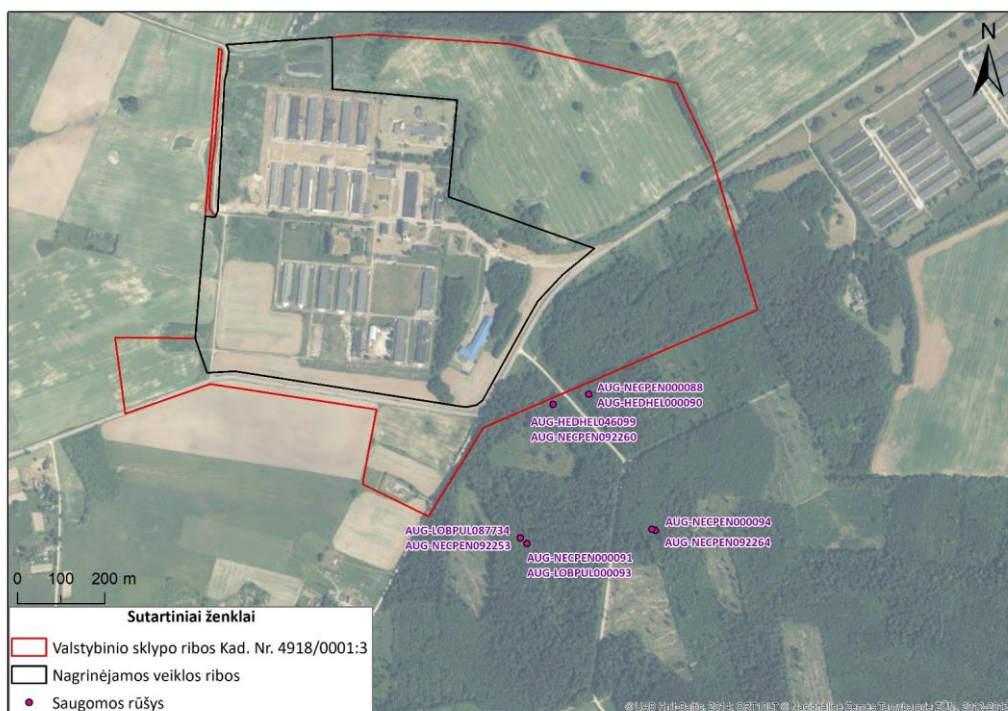 N
AUG-NECPEN000088
AUG-HEDHEL000090
AUG-HEDHEL046099
AUG-NECPEN092260
AUG-LOBPUL087734
AUG-NECPEN092253
AUG-NECPEN000094
AUG-NECPEN092264
AUG-NECPEN000091
AUG-LOBPUL000093
0 100 200 m
Sutartiniai ženklai
Valstybinio sklypo ribos Kad. Nr. 4918/0001:3
Nagrinėjamos veiklos ribos
Saugomos rūšys